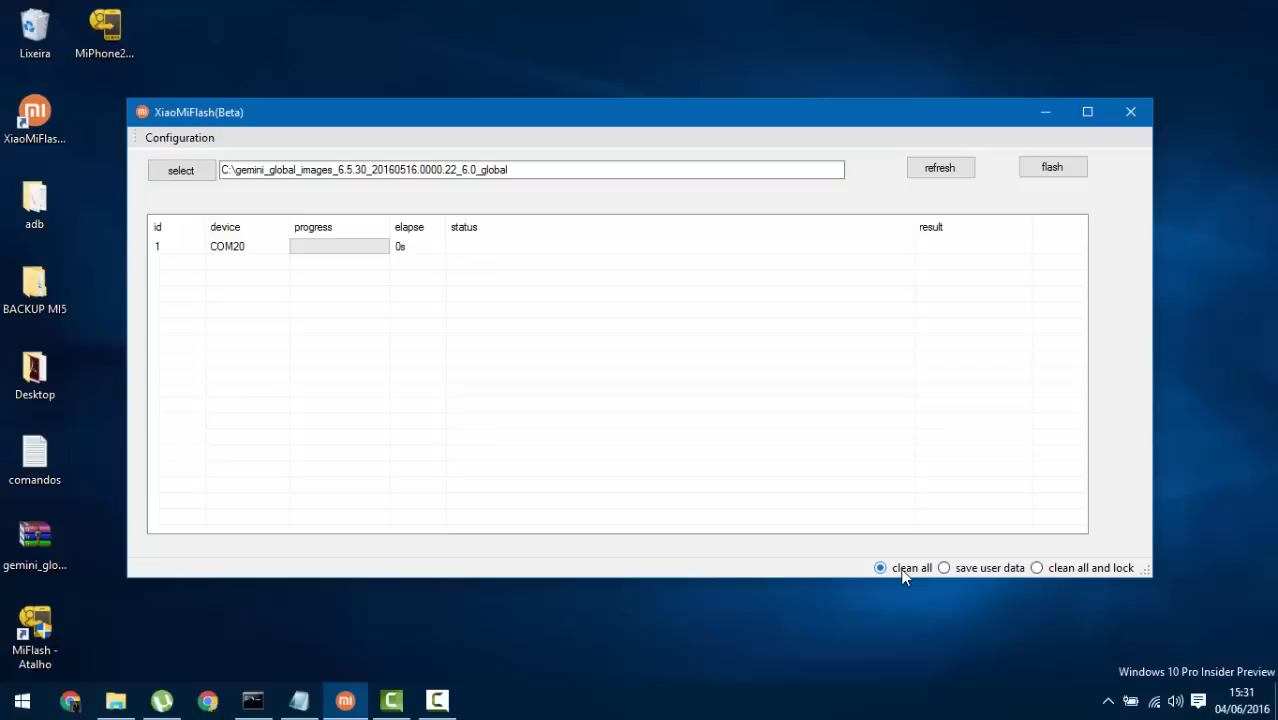 Lixeira
MiPhone2...
XiaoMiFlas...
adb
BACKUP MI5
Desktop
comandos
gemini_glo...
MiFlash -
Atalho
XiaoMiFlash(Beta)
Configuration
select
C:\gemini_global_images_6.5.30_20160516.0000.22_6.0_global
refresh
flash
id device progress elapse status result
1 COM20 0s
clean all save user data clean all and lock
Windows 10 Pro Insider Preview
15:31
04/06/2016